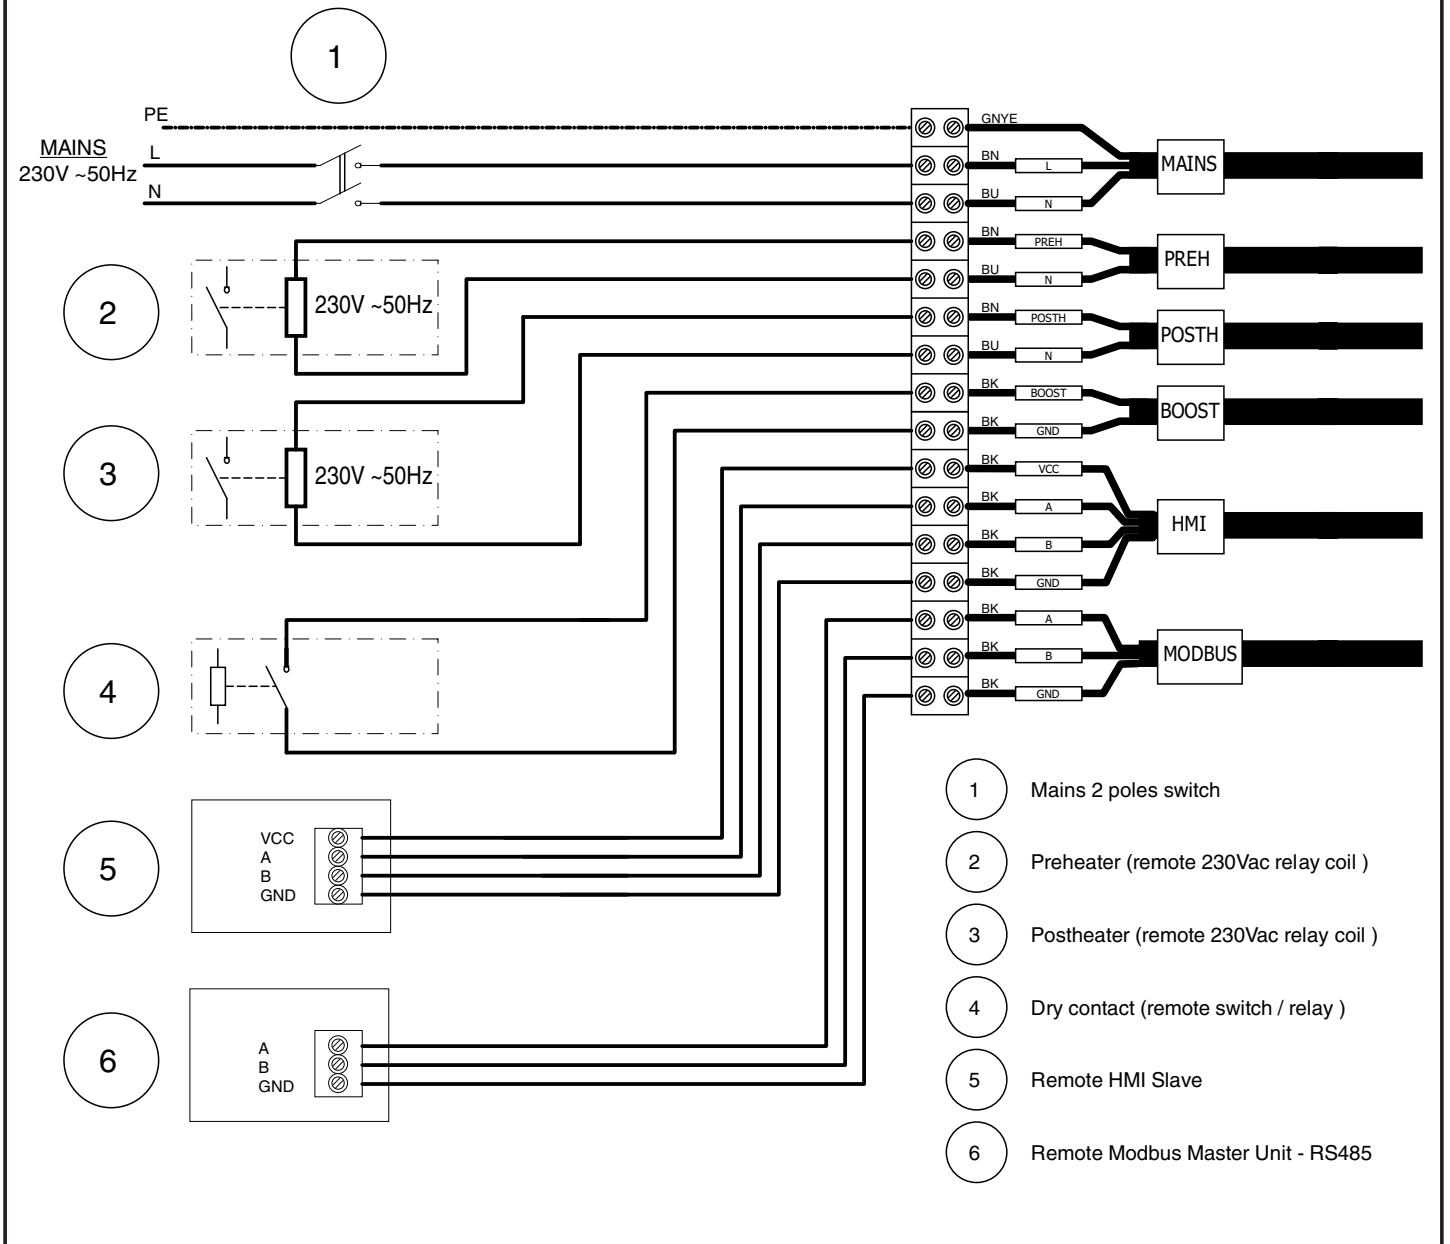 1
PE
MAINS
230V ~50Hz
L
N
GNYE
BN
L
BU
N
MAINS
BN
PREH
BU
N
PREH
BN
POSTH
BU
N
POSTH
BK
BOOST
BK
GND
BOOST
BK
VCC
BK
A
BK
B
BK
GND
HMI
BK
A
BK
B
BK
GND
MODBUS
2
230V ~50Hz
3
230V ~50Hz
4
5
VCC
A
B
GND
6
A
B
GND
1 Mains 2 poles switch
2 Preheater (remote 230Vac relay coil )
3 Postheater (remote 230Vac relay coil )
4 Dry contact (remote switch / relay )
5 Remote HMI Slave
6 Remote Modbus Master Unit - RS485